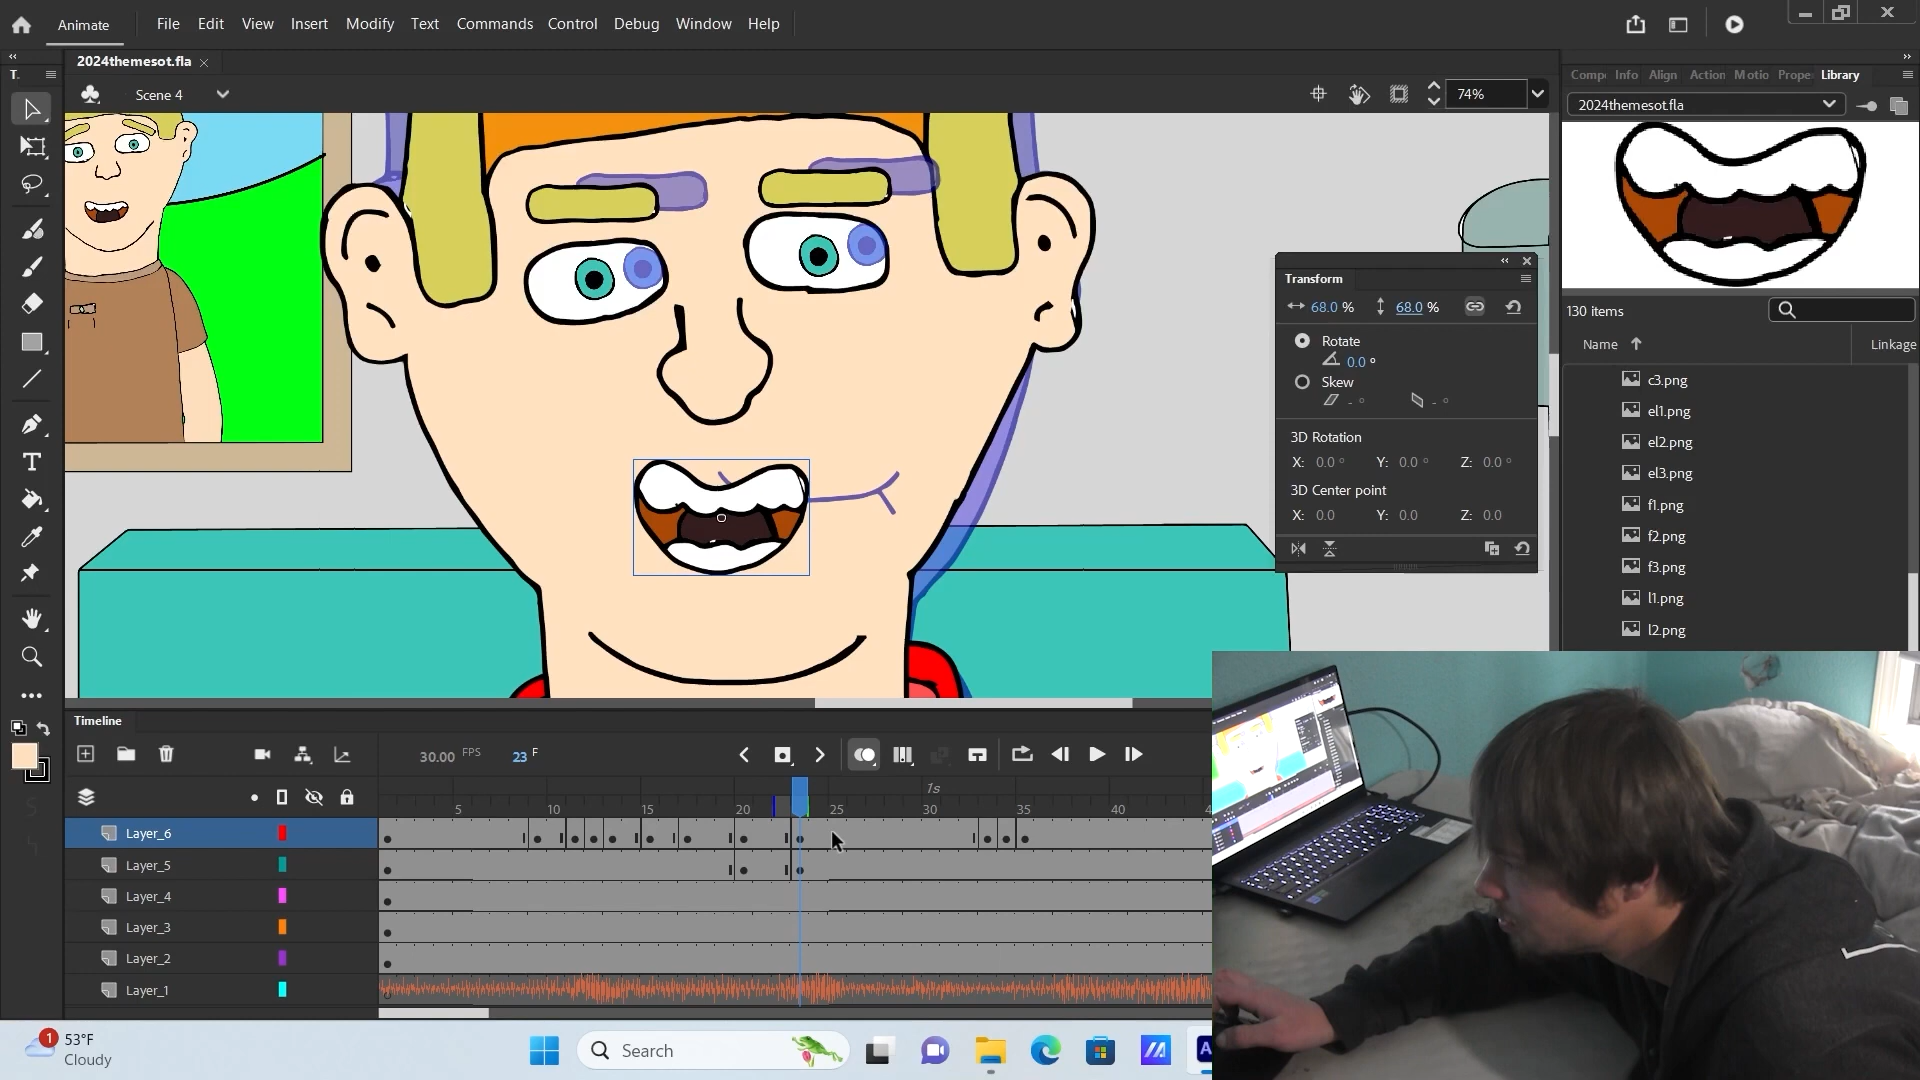 Animate
File Edit View Insert Modify Text Commands Control Debug Window Help
2024themesot.fla
T.
Scene 4
74%
Info Align Library
2024themesot.fla
130 items
Name
Linkage
c3.png
el1.png
el2.png
el3.png
f1.png
f2.png
f3.png
l1.png
l2.png
Transform
68.0 % 68.0 %
Rotate
0.0 °
Skew
- ° - °
3D Rotation
X: 0.0 ° Y: 0.0 ° Z: 0.0 °
3D Center point
X: 0.0 Y: 0.0 Z: 0.0
Timeline
30.00 FPS 23 F
1s
5 10 15 20 25 30 35 40
Layer_6
Layer_5
Layer_4
Layer_3
Layer_2
Layer_1
1
53°F
Cloudy
Search